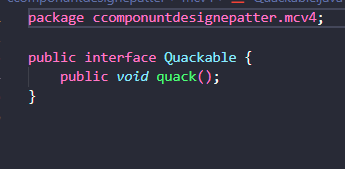 package ccomponuntdesignepatter.mcv4;
public interface Quackable {
public void quack();
}